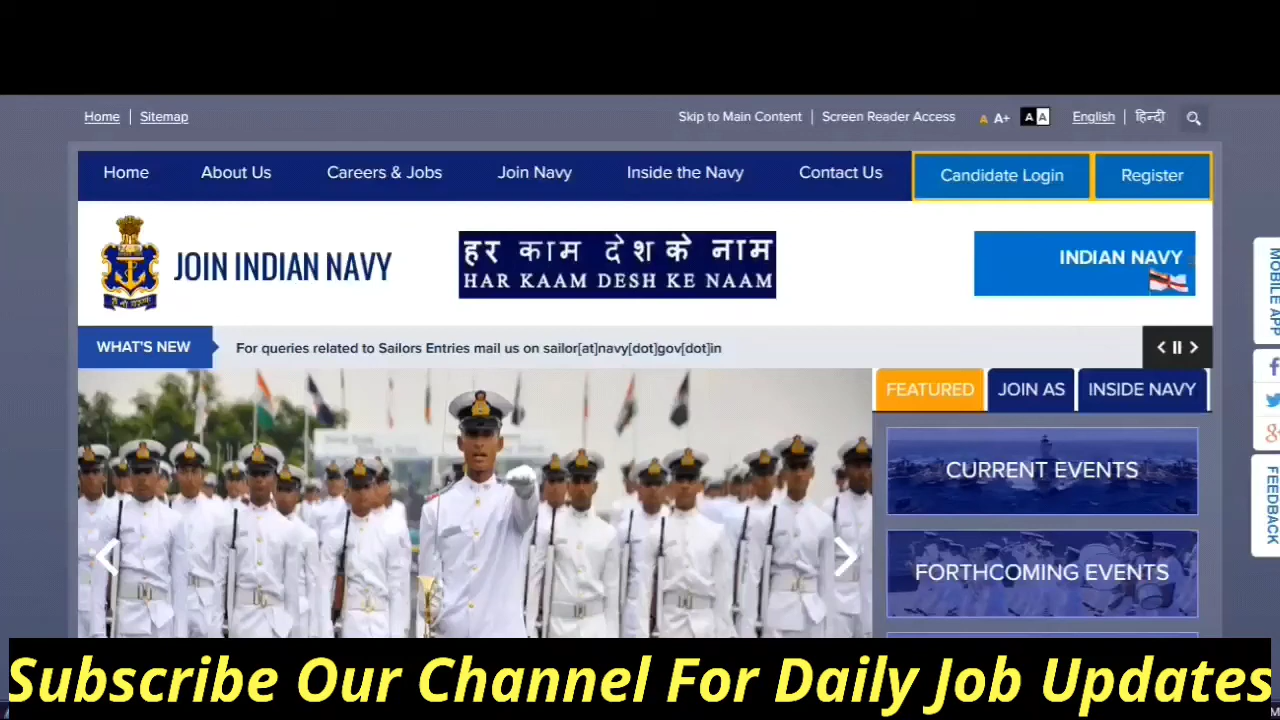 Home | Sitemap
Skip to Main Content | Screen Reader Access
A A+ A A
English | हिन्दी
Home About Us Careers & Jobs Join Navy Inside the Navy Contact Us Candidate Login Register
JOIN INDIAN NAVY
हर काम देश के नाम
HAR KAAM DESH KE NAAM
INDIAN NAVY
WHAT'S NEW
For queries related to Sailors Entries mail us on sailor[at]navy[dot]gov[dot]in
FEATURED JOIN AS INSIDE NAVY
CURRENT EVENTS
FORTHCOMING EVENTS
MOBILE APP
FEEDBACK
Subscribe Our Channel For Daily Job Updates